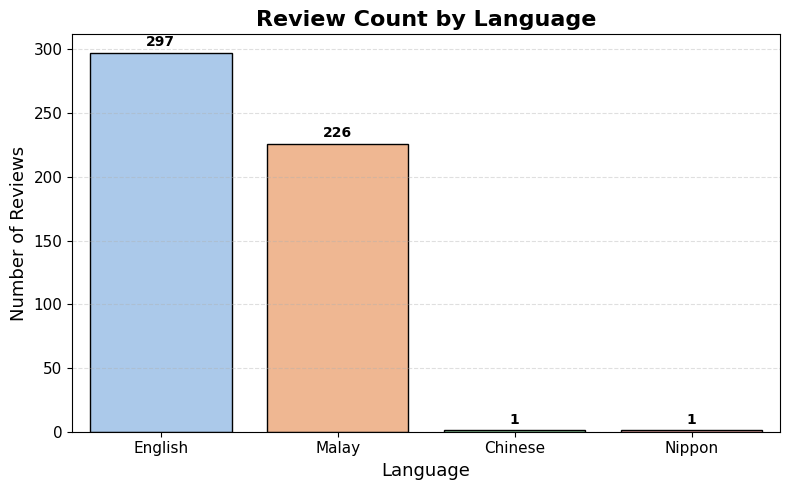 Review Count by Language
300
250
200
150
100
50
0
Number of Reviews
297
226
1
1
English
Malay
Chinese
Nippon
Language